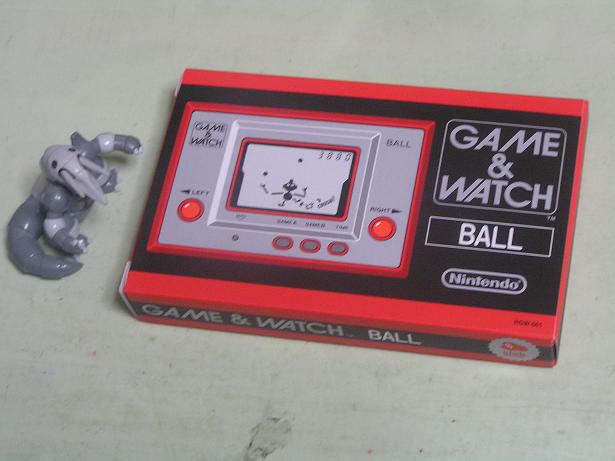 GAME
&
WATCH
BALL
3880
LEFT
RIGHT
GAME A GAME B TIME
GAME
&
WATCH
TM
BALL
Nintendo
RGW-001
GAME & WATCH BALL